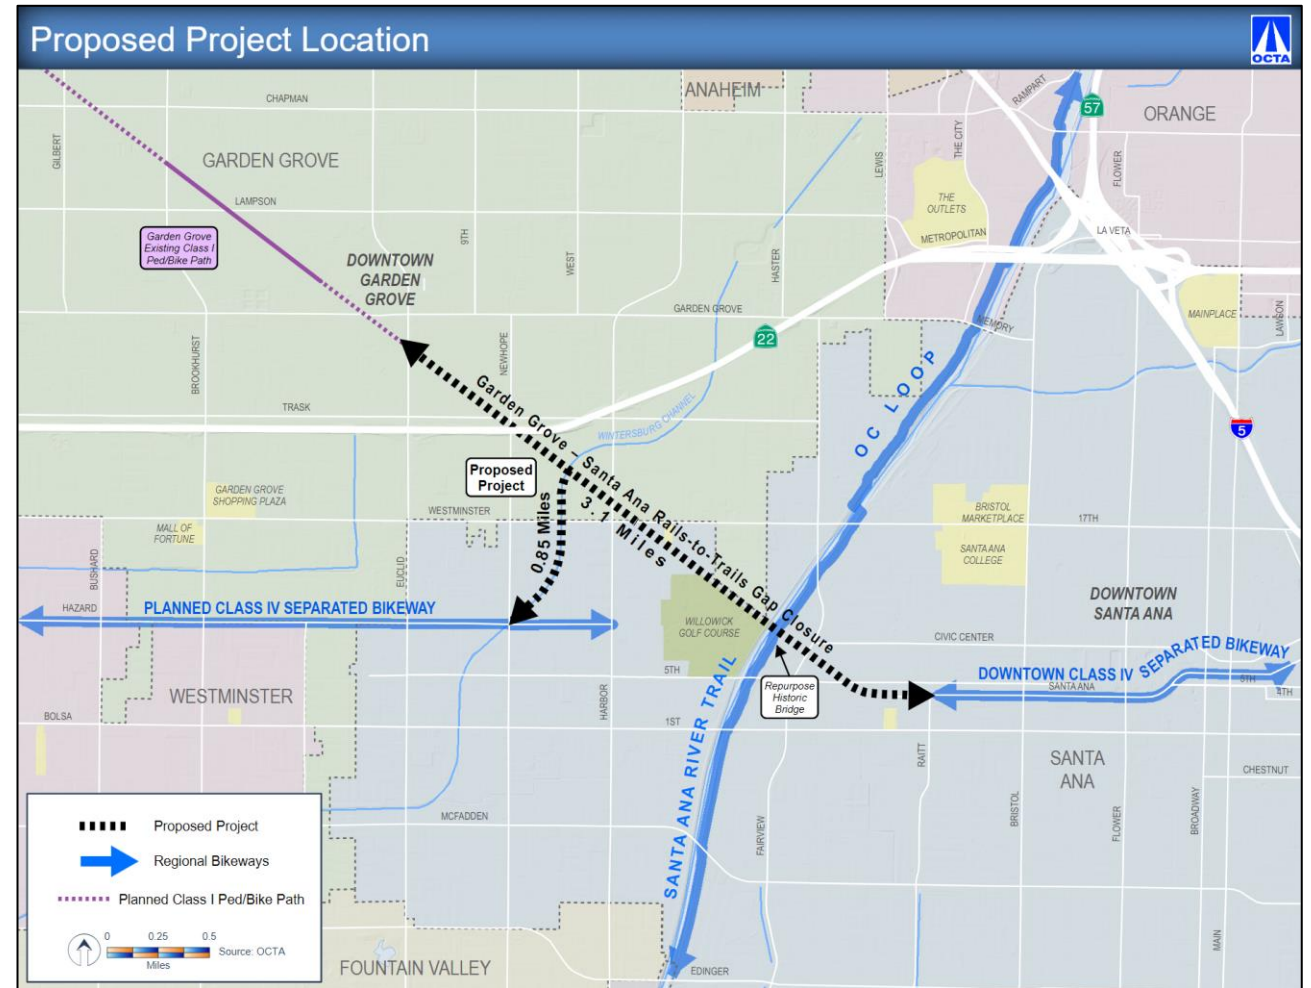 Proposed Project Location
OCTA
CHAPMAN
ANAHEIM
RAMPART
57
ORANGE
GILBERT
GARDEN GROVE
LEWIS
THE CITY
FLOWER
LAMPSON
THE
OUTLETS
Garden Grove
Existing Class I
Ped/Bike Path
9TH
WEST
HASTER
METROPOLITAN
LA VETA
DOWNTOWN
GARDEN
GROVE
GARDEN GROVE
22
MEMORY
MAINPLACE
LAWSON
BROOKHURST
NEWHOPE
TRASK
WINTERSBURG CHANNEL
OC LOOP
5
Garden Grove – Santa Ana Rails-to-Trails Gap Closure
3.1 Miles
Proposed
Project
0.85 Miles
GARDEN GROVE
SHOPPING PLAZA
MALL OF
FORTUNE
WESTMINSTER
BRISTOL
MARKETPLACE
17TH
SANTA ANA
COLLEGE
BUSHARD
EUCLID
HAZARD
PLANNED CLASS IV SEPARATED BIKEWAY
WILLOWICK
GOLF COURSE
DOWNTOWN
SANTA ANA
CIVIC CENTER
5TH
DOWNTOWN CLASS IV SEPARATED BIKEWAY
SANTA ANA
5TH
4TH
WESTMINSTER
Repurpose
Historic
Bridge
BOLSA
HARBOR
1ST
SANTA ANA RIVER TRAIL
RAITT
SANTA
ANA
CHESTNUT
MCFADDEN
FAIRVIEW
BRISTOL
FLOWER
BROADWAY
MAIN
Proposed Project
Regional Bikeways
Planned Class I Ped/Bike Path
0 0.25 0.5
Miles
Source: OCTA
FOUNTAIN VALLEY
EDINGER